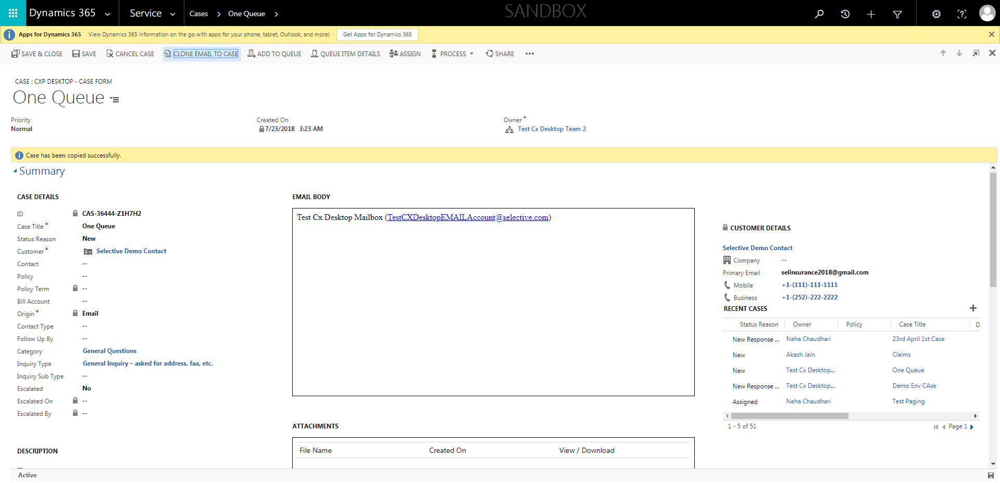 Dynamics 365 Service Cases One Queue SANDBOX
Apps for Dynamics 365 View Dynamics 365 information on the go with apps for your phone, tablet, Outlook, and more! Get Apps for Dynamics 365
SAVE & CLOSE SAVE CANCEL CASE CLONE EMAIL TO CASE ADD TO QUEUE QUEUE ITEM DETAILS ASSIGN PROCESS SHARE •••
CASE : CXP DESKTOP - CASE FORM
One Queue
Priority
Normal
Created On
7/23/2018 3:23 AM
Owner*
Test Cx Desktop Team 2
Case has been copied successfully.
Summary
CASE DETAILS
ID CAS-36444-Z1H7H2
Case Title* One Queue
Status Reason New
Customer* Selective Demo Contact
Contact --
Policy --
Policy Term --
Bill Account --
Origin* Email
Contact Type --
Follow Up By --
Category General Questions
Inquiry Type General Inquiry – asked for address, fax, etc.
Inquiry Sub Type --
Escalated No
Escalated On --
Escalated By --
DESCRIPTION
--
EMAIL BODY
Test Cx Desktop Mailbox (TestCXDesktopEMAILAccount@selective.com)
ATTACHMENTS
File Name Created On View / Download
CUSTOMER DETAILS
Selective Demo Contact
Company --
Primary Email selinsurance2018@gmail.com
Mobile +1-(111)-111-1111
Business +1-(252)-222-2222
RECENT CASES
Status Reason Owner Policy Case Title D
New Response ... Neha Chaudhari 23rd April 1st Case
New Akash Jain Claims
New Test Cx Desktop... One Queue
New Response ... Test Cx Desktop... Demo Env CAse
Assigned Neha Chaudhari Test Paging
1 - 5 of 51 Page 1
Active